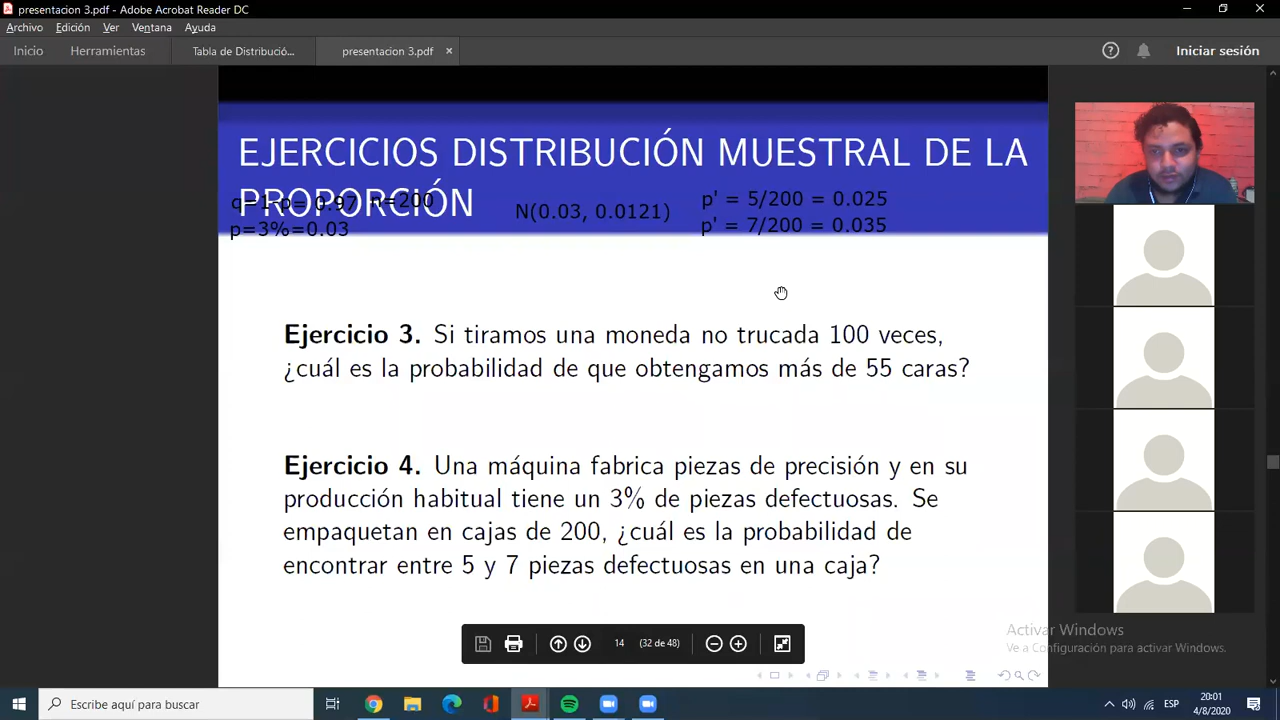 presentacion 3.pdf - Adobe Acrobat Reader DC
Archivo Edición Ver Ventana Ayuda
Inicio Herramientas Tabla de Distribució... presentacion 3.pdf × Iniciar sesión
EJERCICIOS DISTRIBUCIÓN MUESTRAL DE LA
PROPORCIÓN
q=1-p= 0.97 n=200
p=3%=0.03
N(0.03, 0.0121)
p' = 5/200 = 0.025
p' = 7/200 = 0.035
Ejercicio 3. Si tiramos una moneda no trucada 100 veces,
¿cuál es la probabilidad de que obtengamos más de 55 caras?
Ejercicio 4. Una máquina fabrica piezas de precisión y en su
producción habitual tiene un 3% de piezas defectuosas. Se
empaquetan en cajas de 200, ¿cuál es la probabilidad de
encontrar entre 5 y 7 piezas defectuosas en una caja?
14 (32 de 48)
Activar Windows
Ve a Configuración para activar Windows.
Escribe aquí para buscar
ESP
20:01
4/8/2020